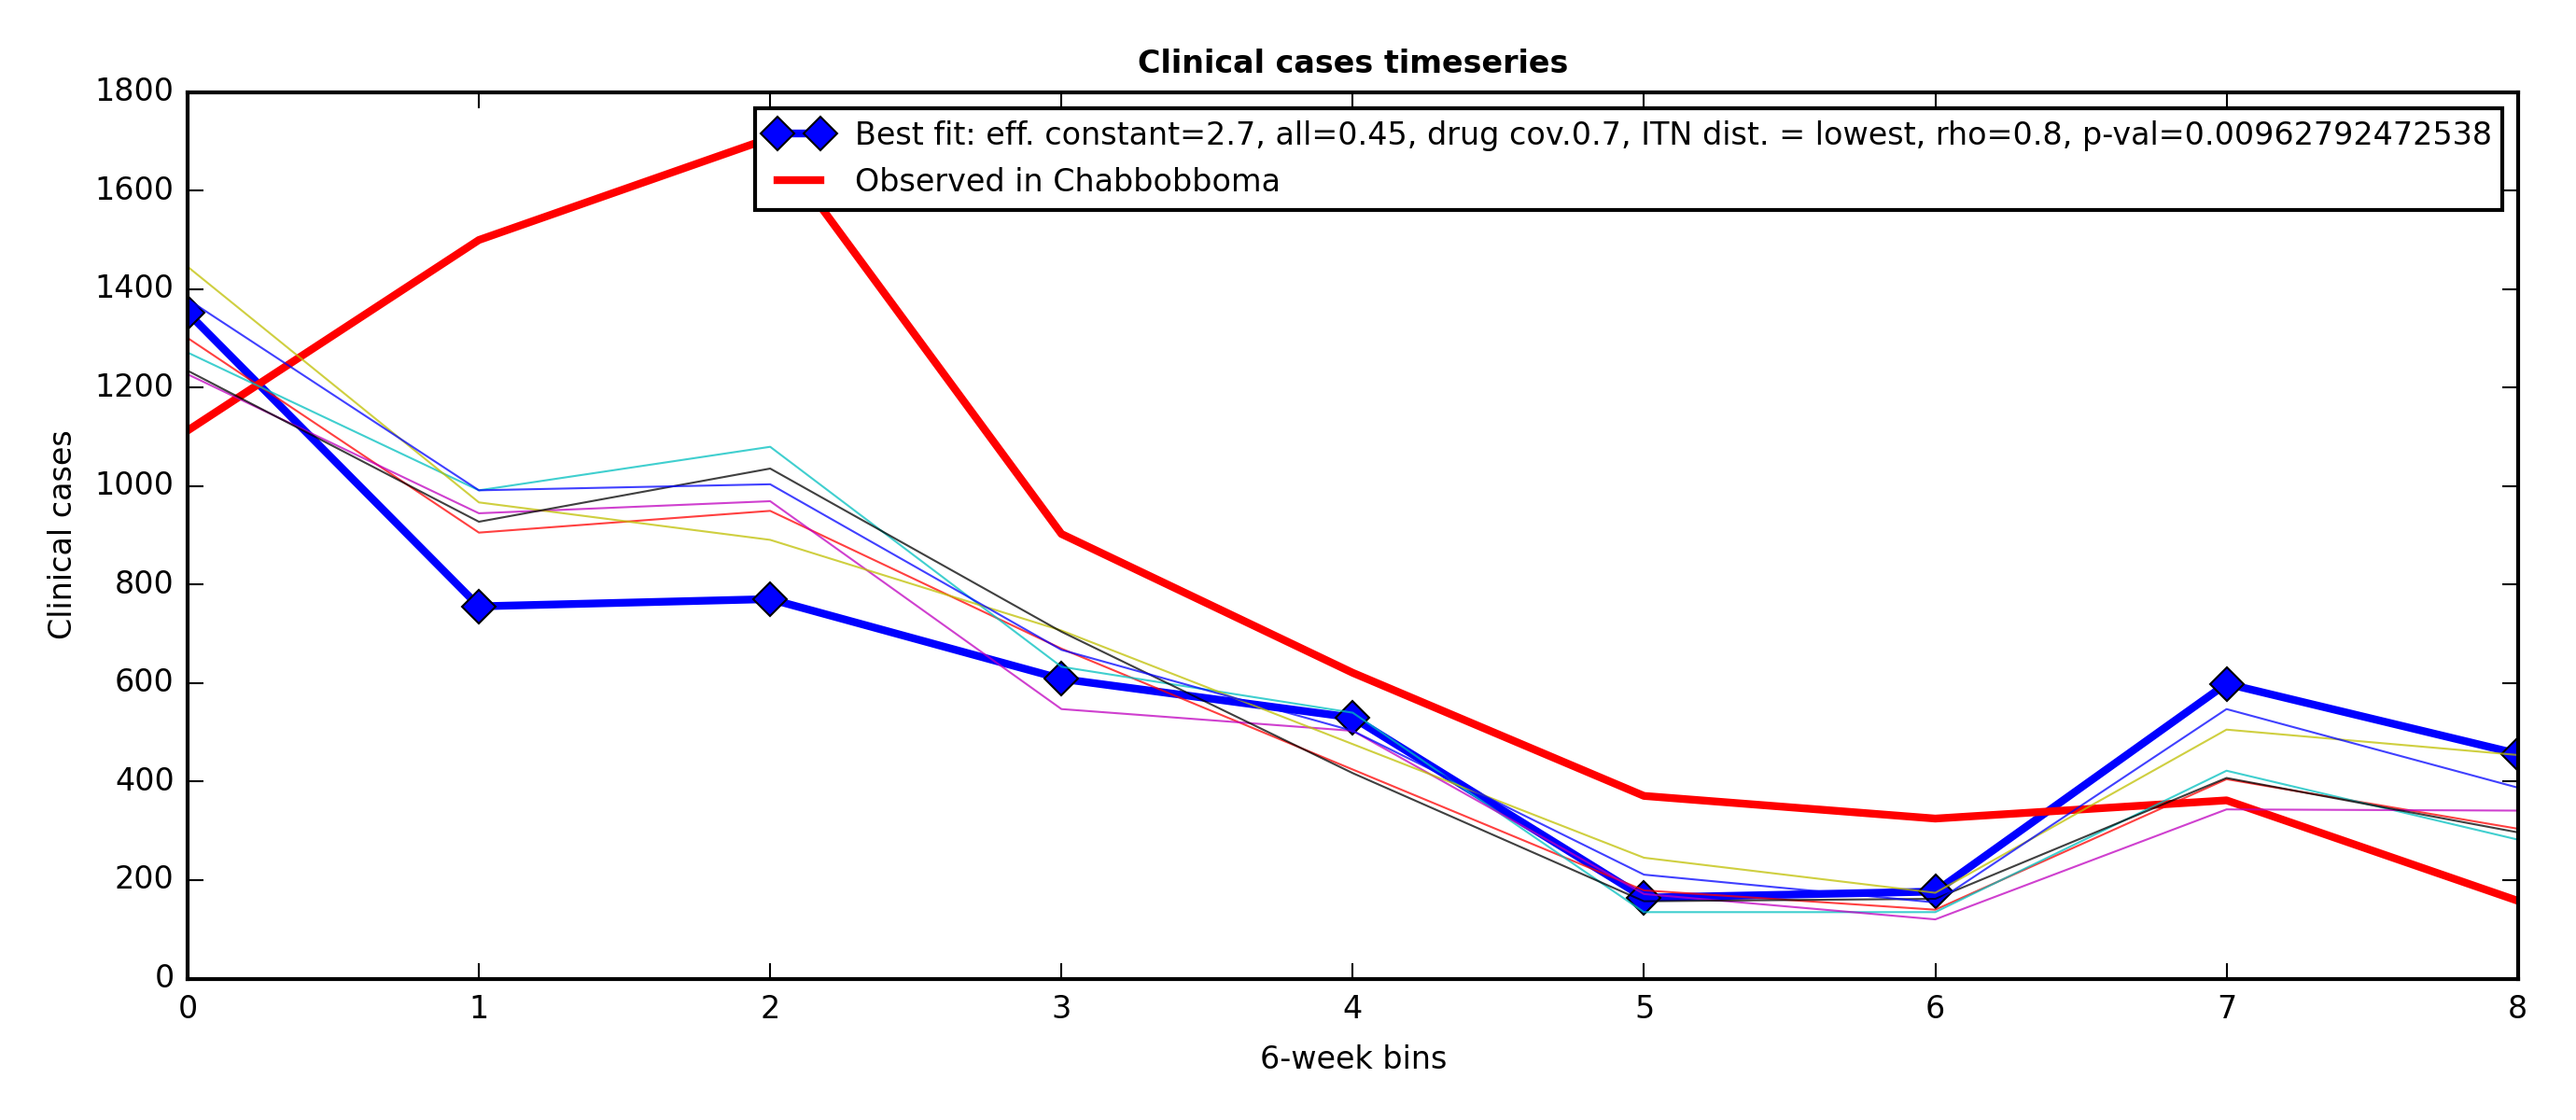 Clinical cases timeseries
1800
1600
1400
1200
1000
800
600
400
200
0
Clinical cases
Best fit: eff. constant=2.7, all=0.45, drug cov.0.7, ITN dist. = lowest, rho=0.8, p-val=0.00962792472538
Observed in Chabbobboma
0 1 2 3 4 5 6 7 8
6-week bins